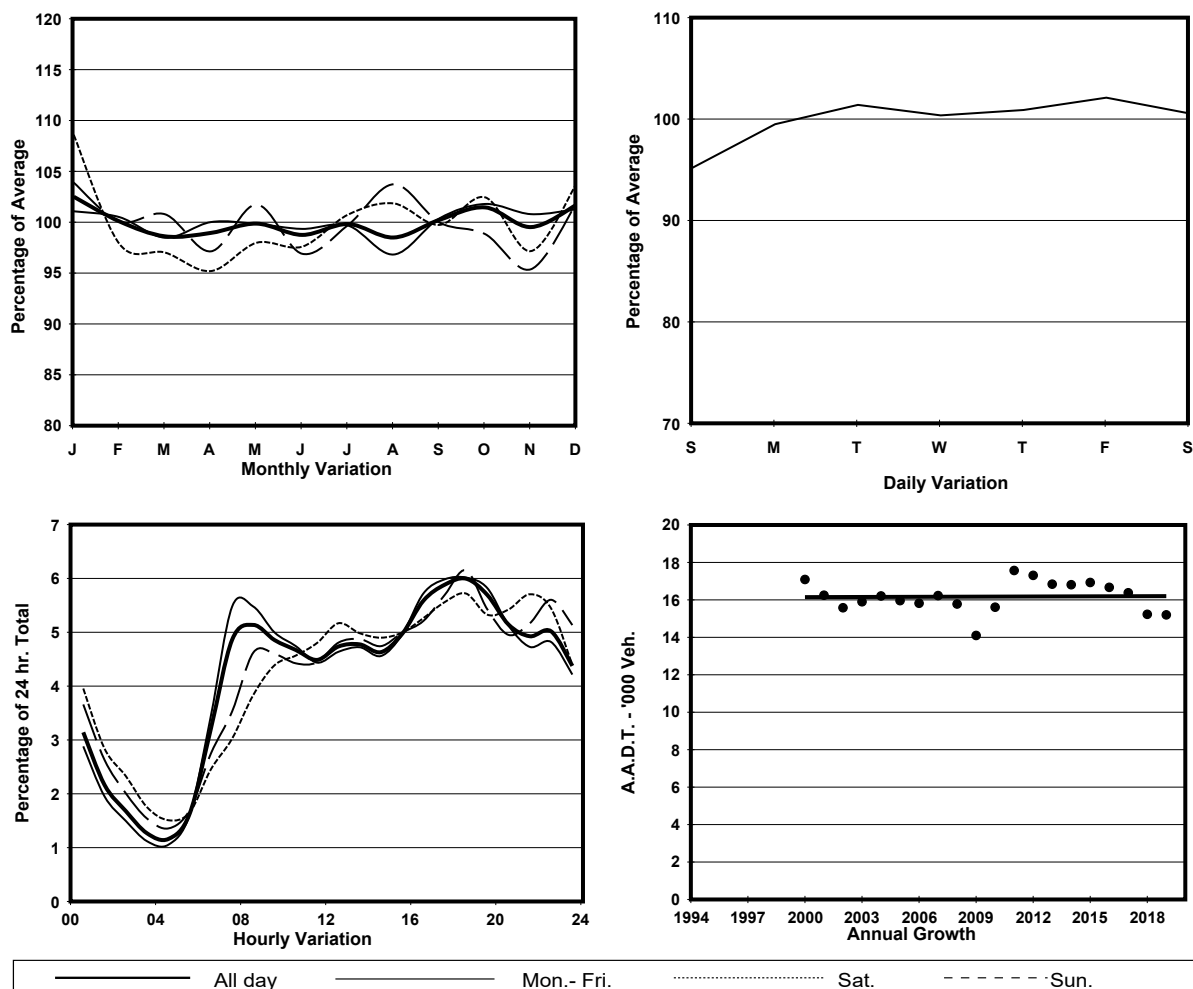 120
115
110
105
100
95
90
85
80
Percentage of Average
J F M A M J J A S O N D
Monthly Variation
110
100
90
80
70
Percentage of Average
S M T W T F S
Daily Variation
7
6
5
4
3
2
1
0
Percentage of 24 hr. Total
00 04 08 12 16 20 24
Hourly Variation
20
18
16
14
12
10
8
6
4
2
0
A.A.D.T. - '000 Veh.
1994 1997 2000 2003 2006 2009 2012 2015 2018
Annual Growth
All day Mon.- Fri. Sat. Sun.